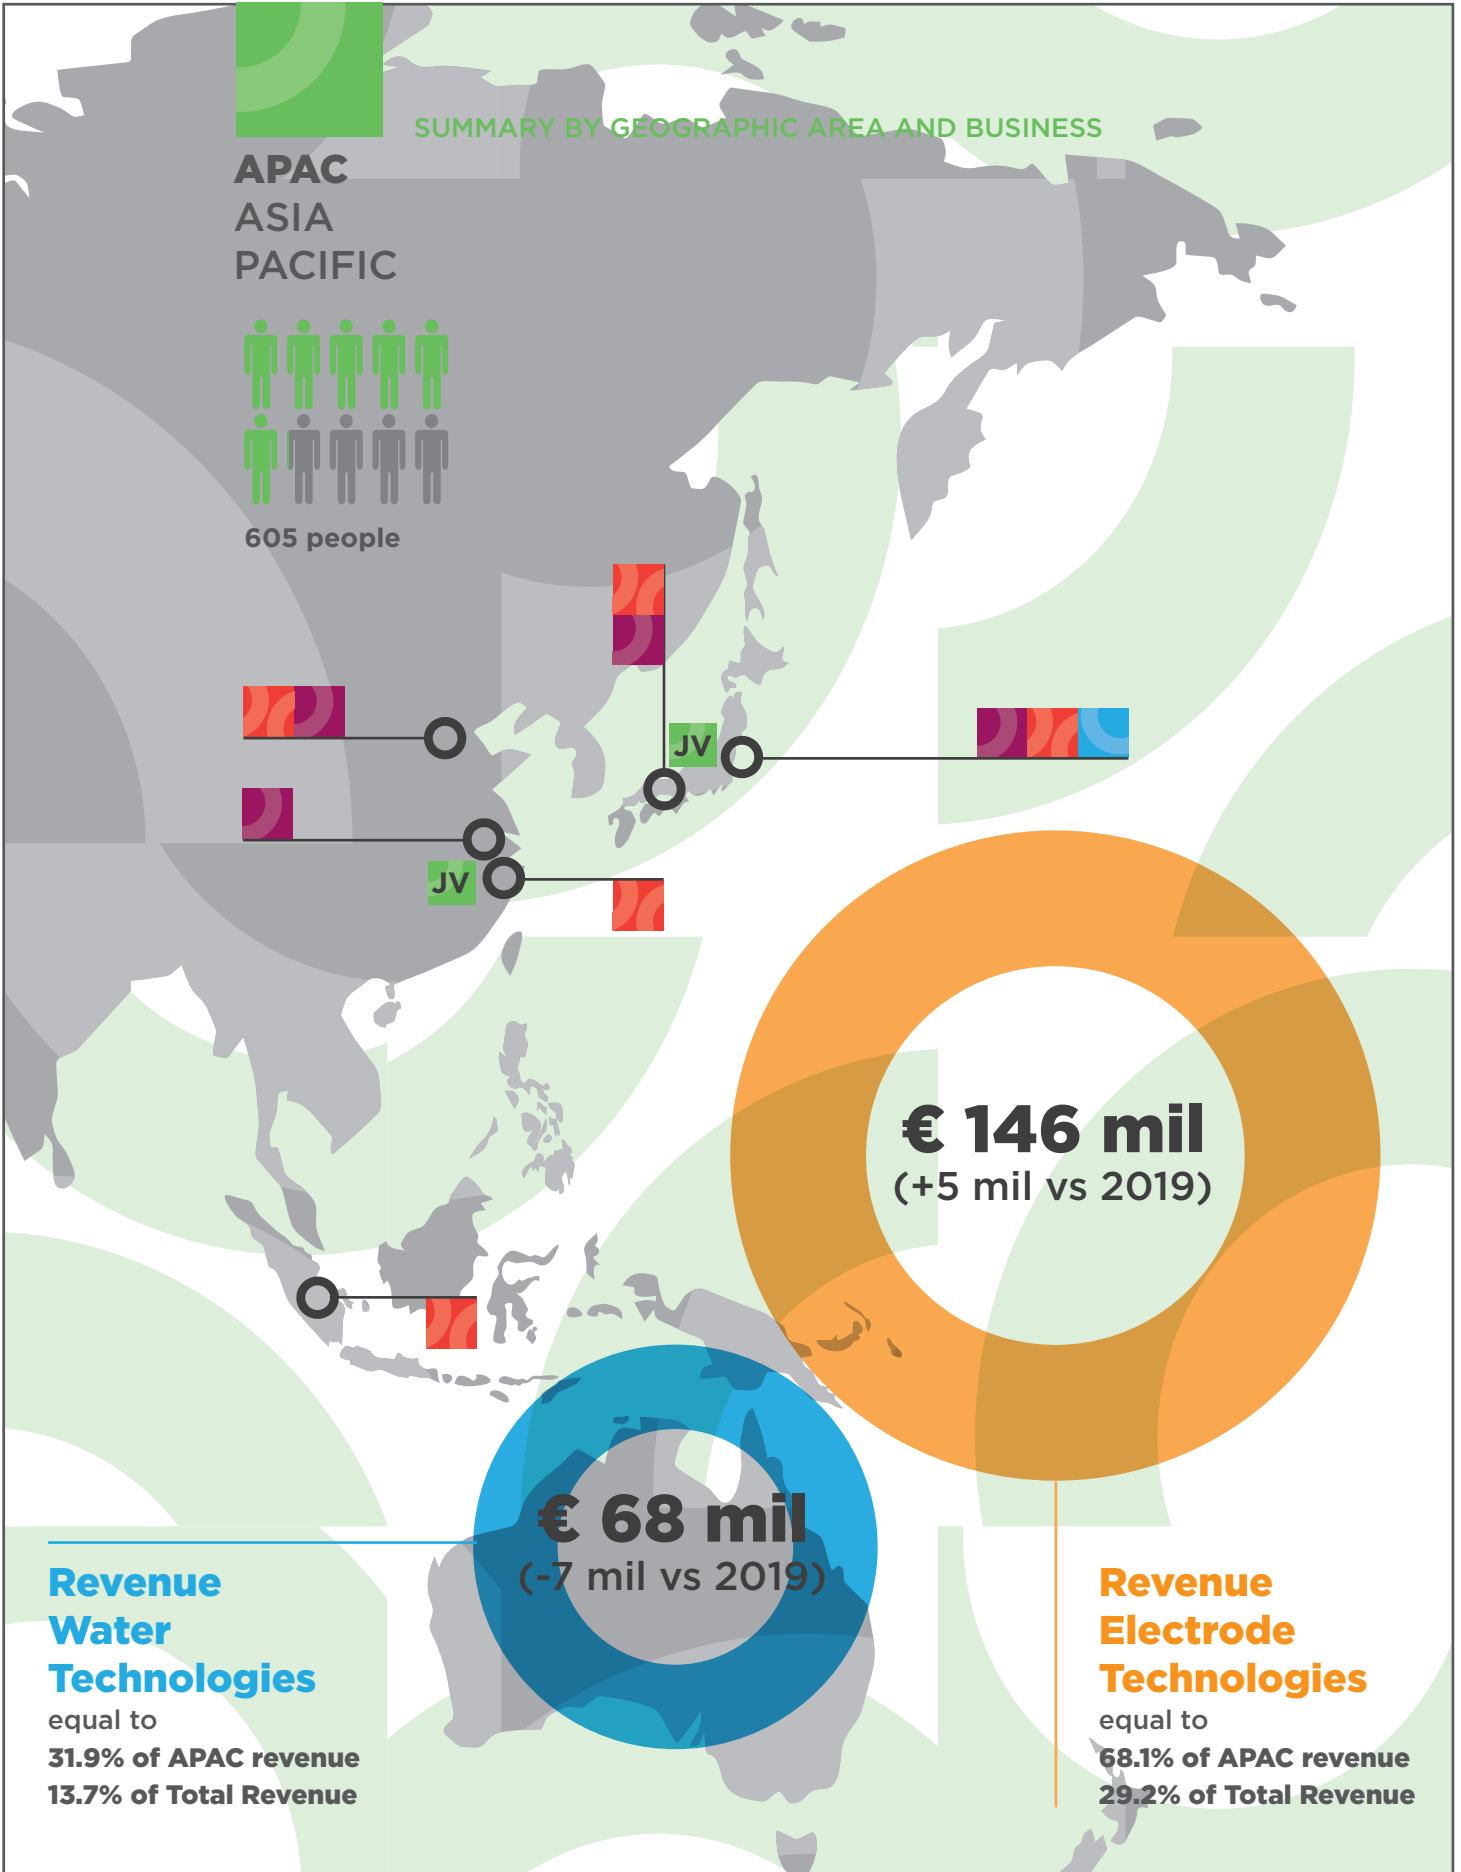 SUMMARY BY GEOGRAPHIC AREA AND BUSINESS
APAC
ASIA
PACIFIC
605 people
JV
JV
€ 146 mil
(+5 mil vs 2019)
€ 68 mil
(-7 mil vs 2019)
Revenue
Water
Technologies
equal to
31.9% of APAC revenue
13.7% of Total Revenue
Revenue
Electrode
Technologies
equal to
68.1% of APAC revenue
29.2% of Total Revenue